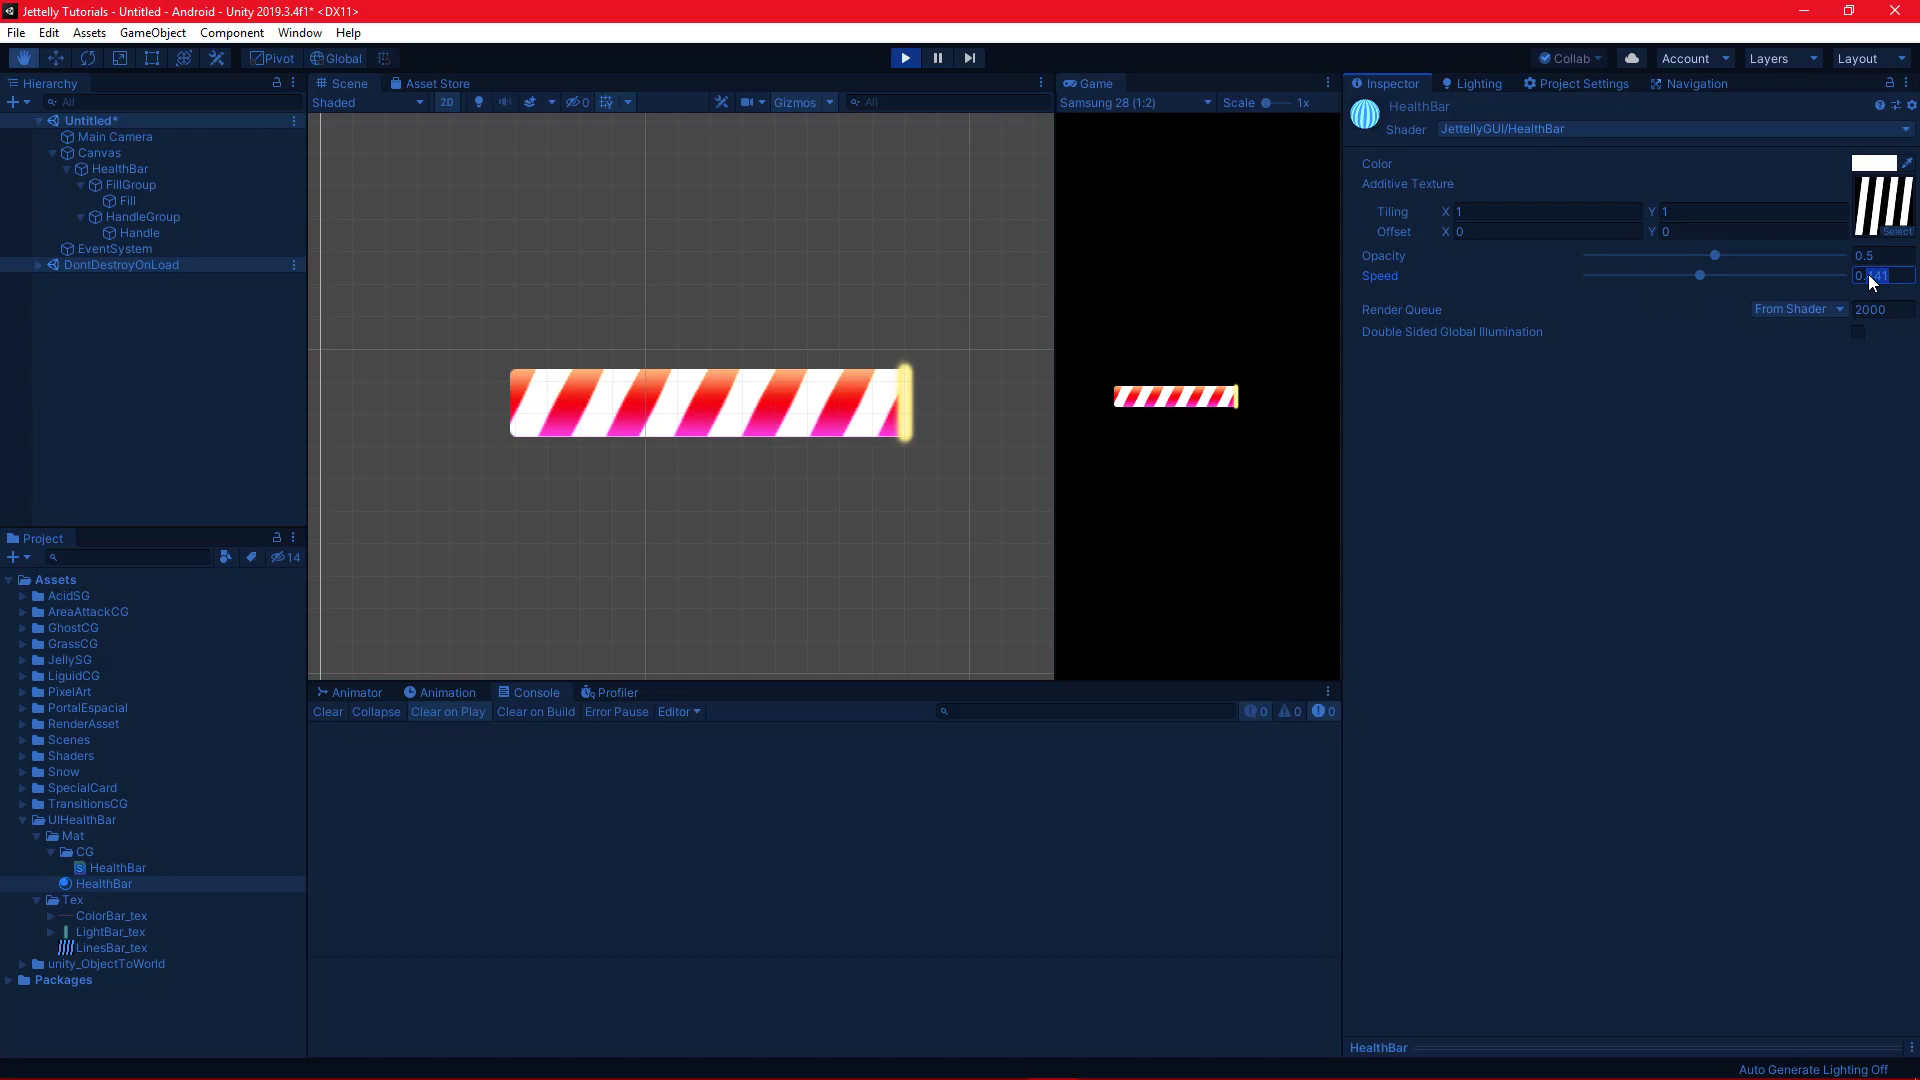 Jettelly Tutorials - Untitled - Android - Unity 2019.3.4f1* <DX11>
File Edit Assets GameObject Component Window Help
Pivot Global Collab Account Layers Layout
Hierarchy
All
Untitled*
Main Camera
Canvas
HealthBar
FillGroup
Fill
HandleGroup
Handle
EventSystem
DontDestroyOnLoad
Scene Asset Store
Shaded 2D 0 Gizmos All
Game
Samsung 28 (1:2) Scale 1x
Inspector Lighting Project Settings Navigation
HealthBar
Shader JettellyGUI/HealthBar
Color
Additive Texture
Tiling X 1 Y 1
Offset X 0 Y 0
Select
Opacity 0.5
Speed
Render Queue From Shader 2000
Double Sided Global Illumination
Project
14
Assets
AcidSG
AreaAttackCG
GhostCG
GrassCG
JellySG
LiguidCG
PixelArt
PortalEspacial
RenderAsset
Scenes
Shaders
Snow
SpecialCard
TransitionsCG
UIHealthBar
Mat
CG
HealthBar
HealthBar
Tex
ColorBar_tex
LightBar_tex
LinesBar_tex
unity_ObjectToWorld
Packages
Animator Animation Console Profiler
Clear Collapse Clear on Play Clear on Build Error Pause Editor 0 0 0
HealthBar
Auto Generate Lighting Off